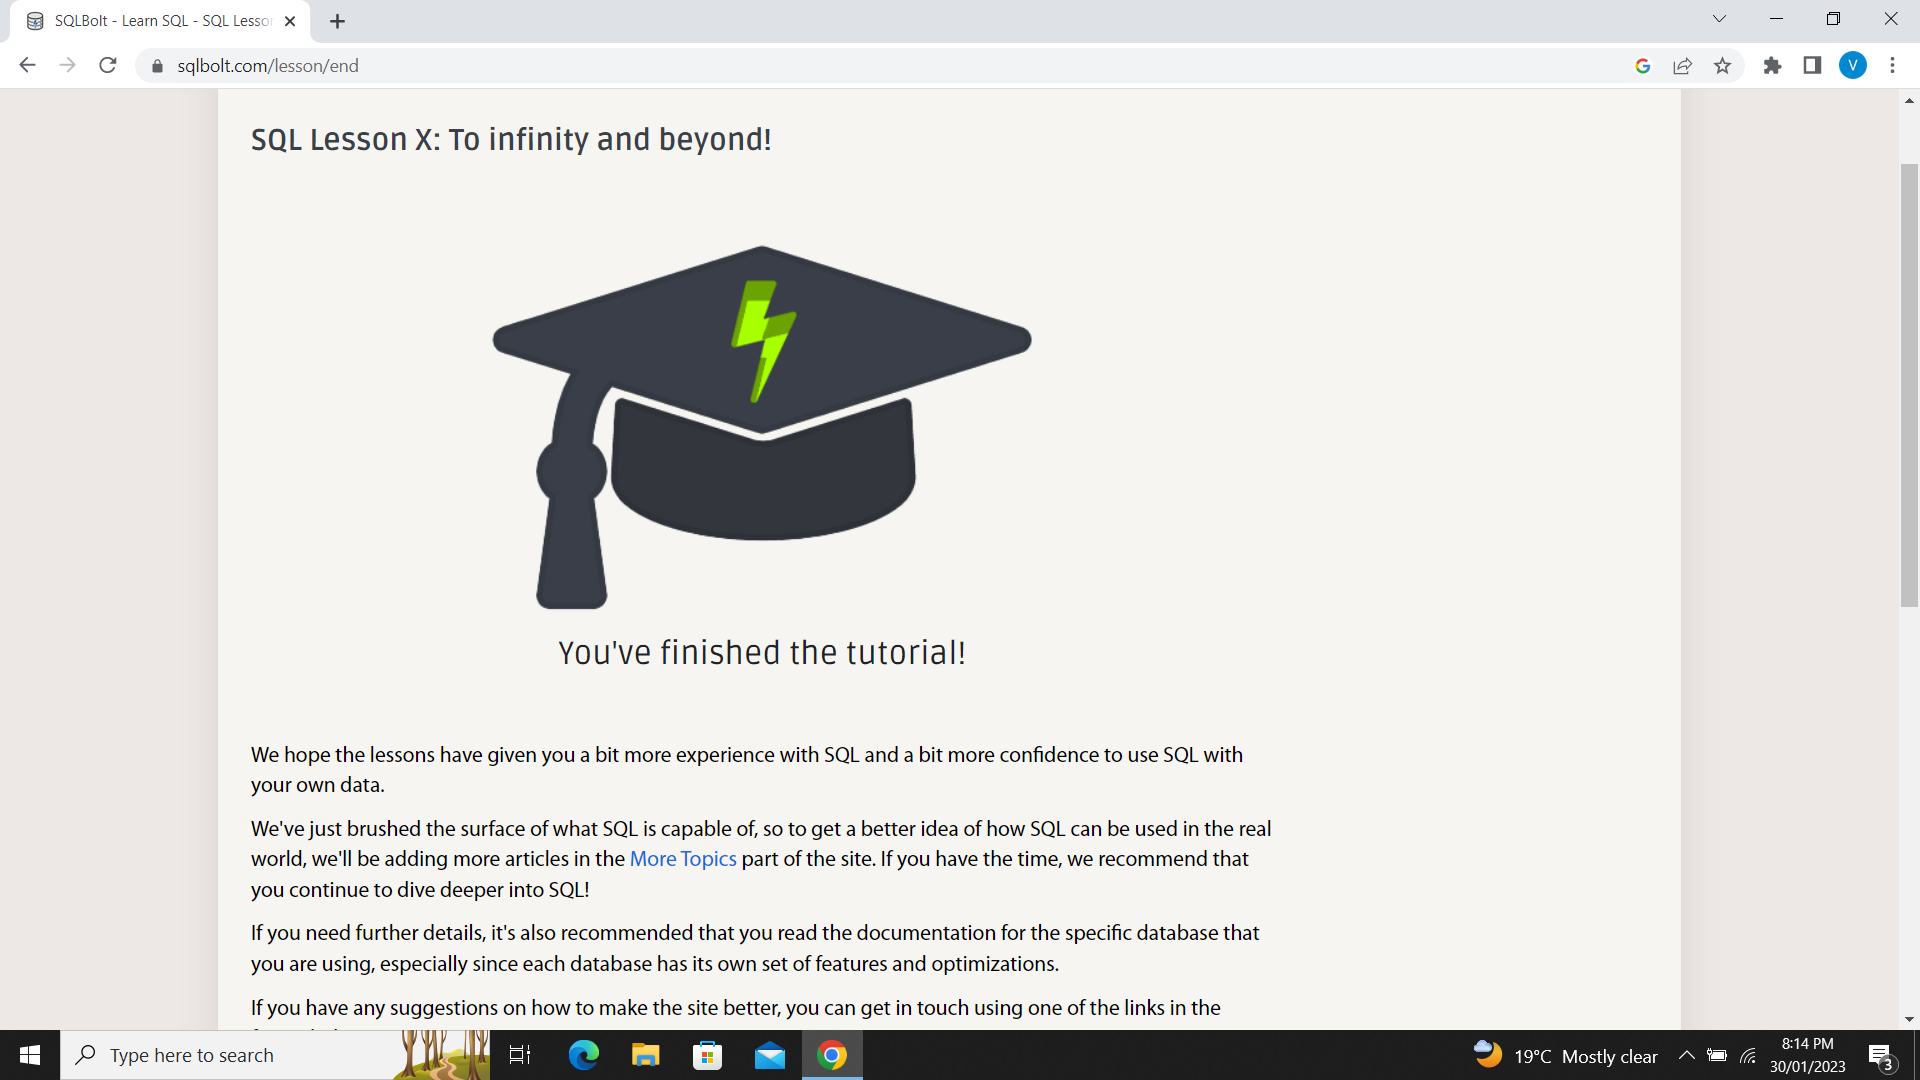 SQLBolt - Learn SQL - SQL Lesso
sqlbolt.com/lesson/end
V
SQL Lesson X: To infinity and beyond!
You've finished the tutorial!
We hope the lessons have given you a bit more experience with SQL and a bit more confidence to use SQL with
your own data.
We've just brushed the surface of what SQL is capable of, so to get a better idea of how SQL can be used in the real
world, we'll be adding more articles in the More Topics part of the site. If you have the time, we recommend that
you continue to dive deeper into SQL!
If you need further details, it's also recommended that you read the documentation for the specific database that
you are using, especially since each database has its own set of features and optimizations.
If you have any suggestions on how to make the site better, you can get in touch using one of the links in the
Type here to search
19°C Mostly clear
8:14 PM
30/01/2023
3